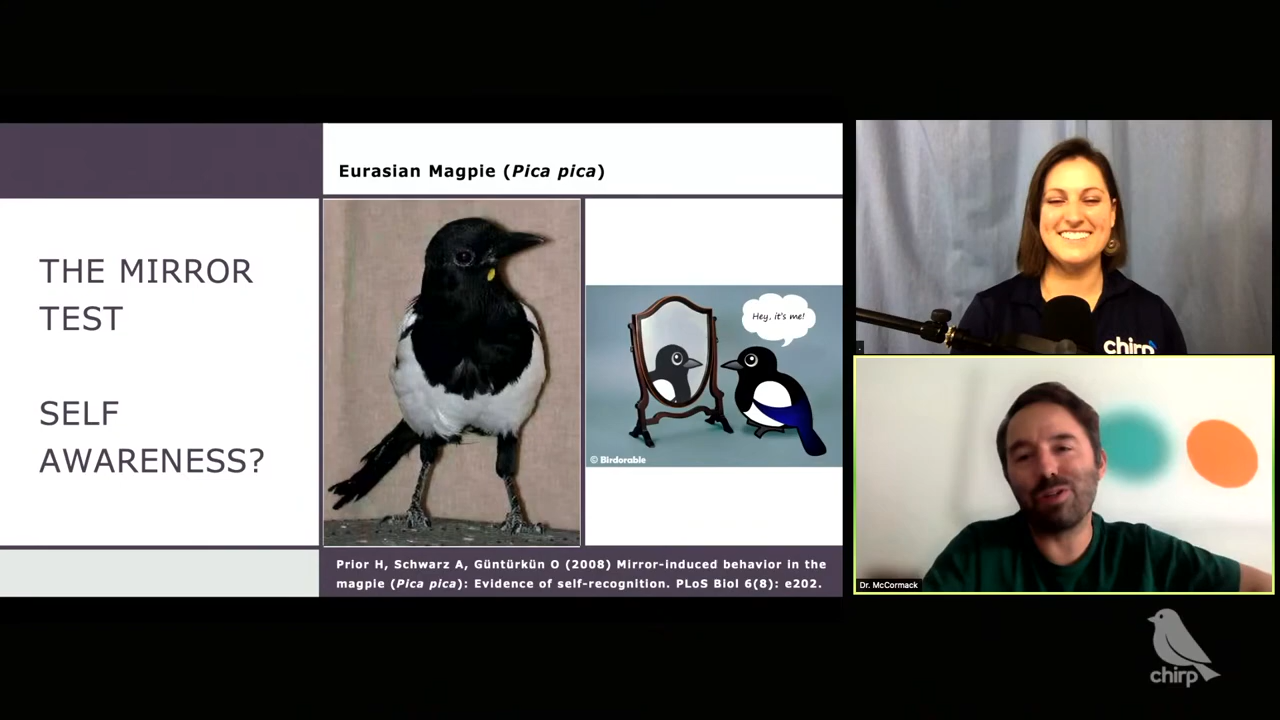 Eurasian Magpie (Pica pica)
THE MIRROR
TEST
SELF
AWARENESS?
Hey, it's me!
© Birdorable
Prior H, Schwarz A, Güntürkün O (2008) Mirror-induced behavior in the
magpie (Pica pica): Evidence of self-recognition. PLoS Biol 6(8): e202.
chirp
Dr. McCormack
chirp